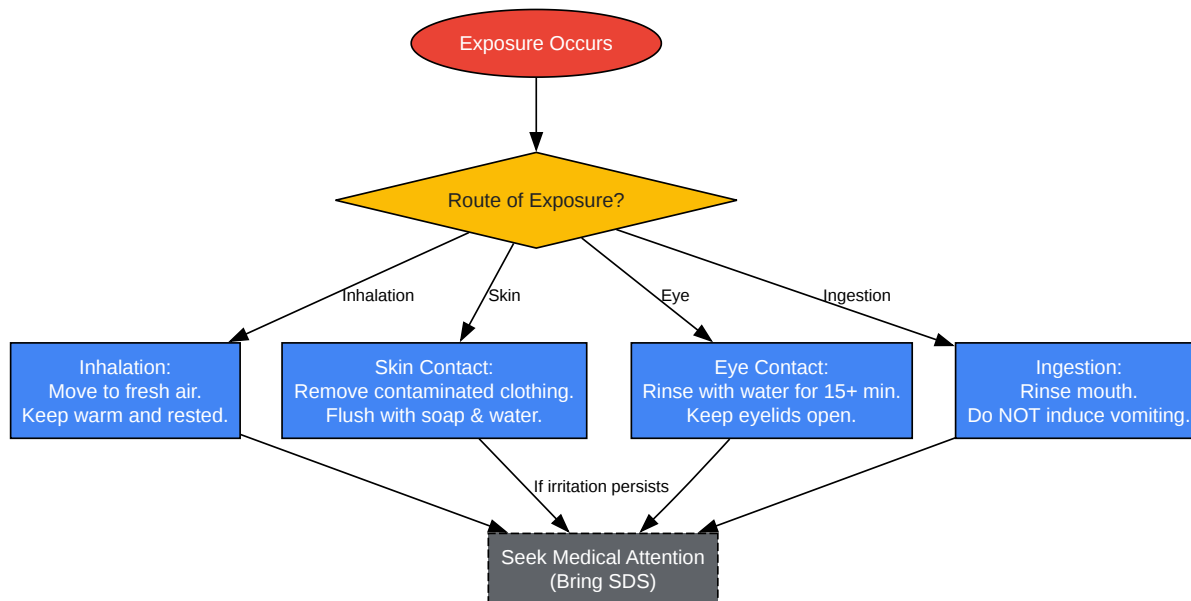 Exposure Occurs
Route of Exposure?
Inhalation
Skin
Eye
Ingestion
Inhalation:
Move to fresh air.
Keep warm and rested.
Skin Contact:
Remove contaminated clothing.
Flush with soap & water.
Eye Contact:
Rinse with water for 15+ min.
Keep eyelids open.
Ingestion:
Rinse mouth.
Do NOT induce vomiting.
If irritation persists
Seek Medical Attention
(Bring SDS)